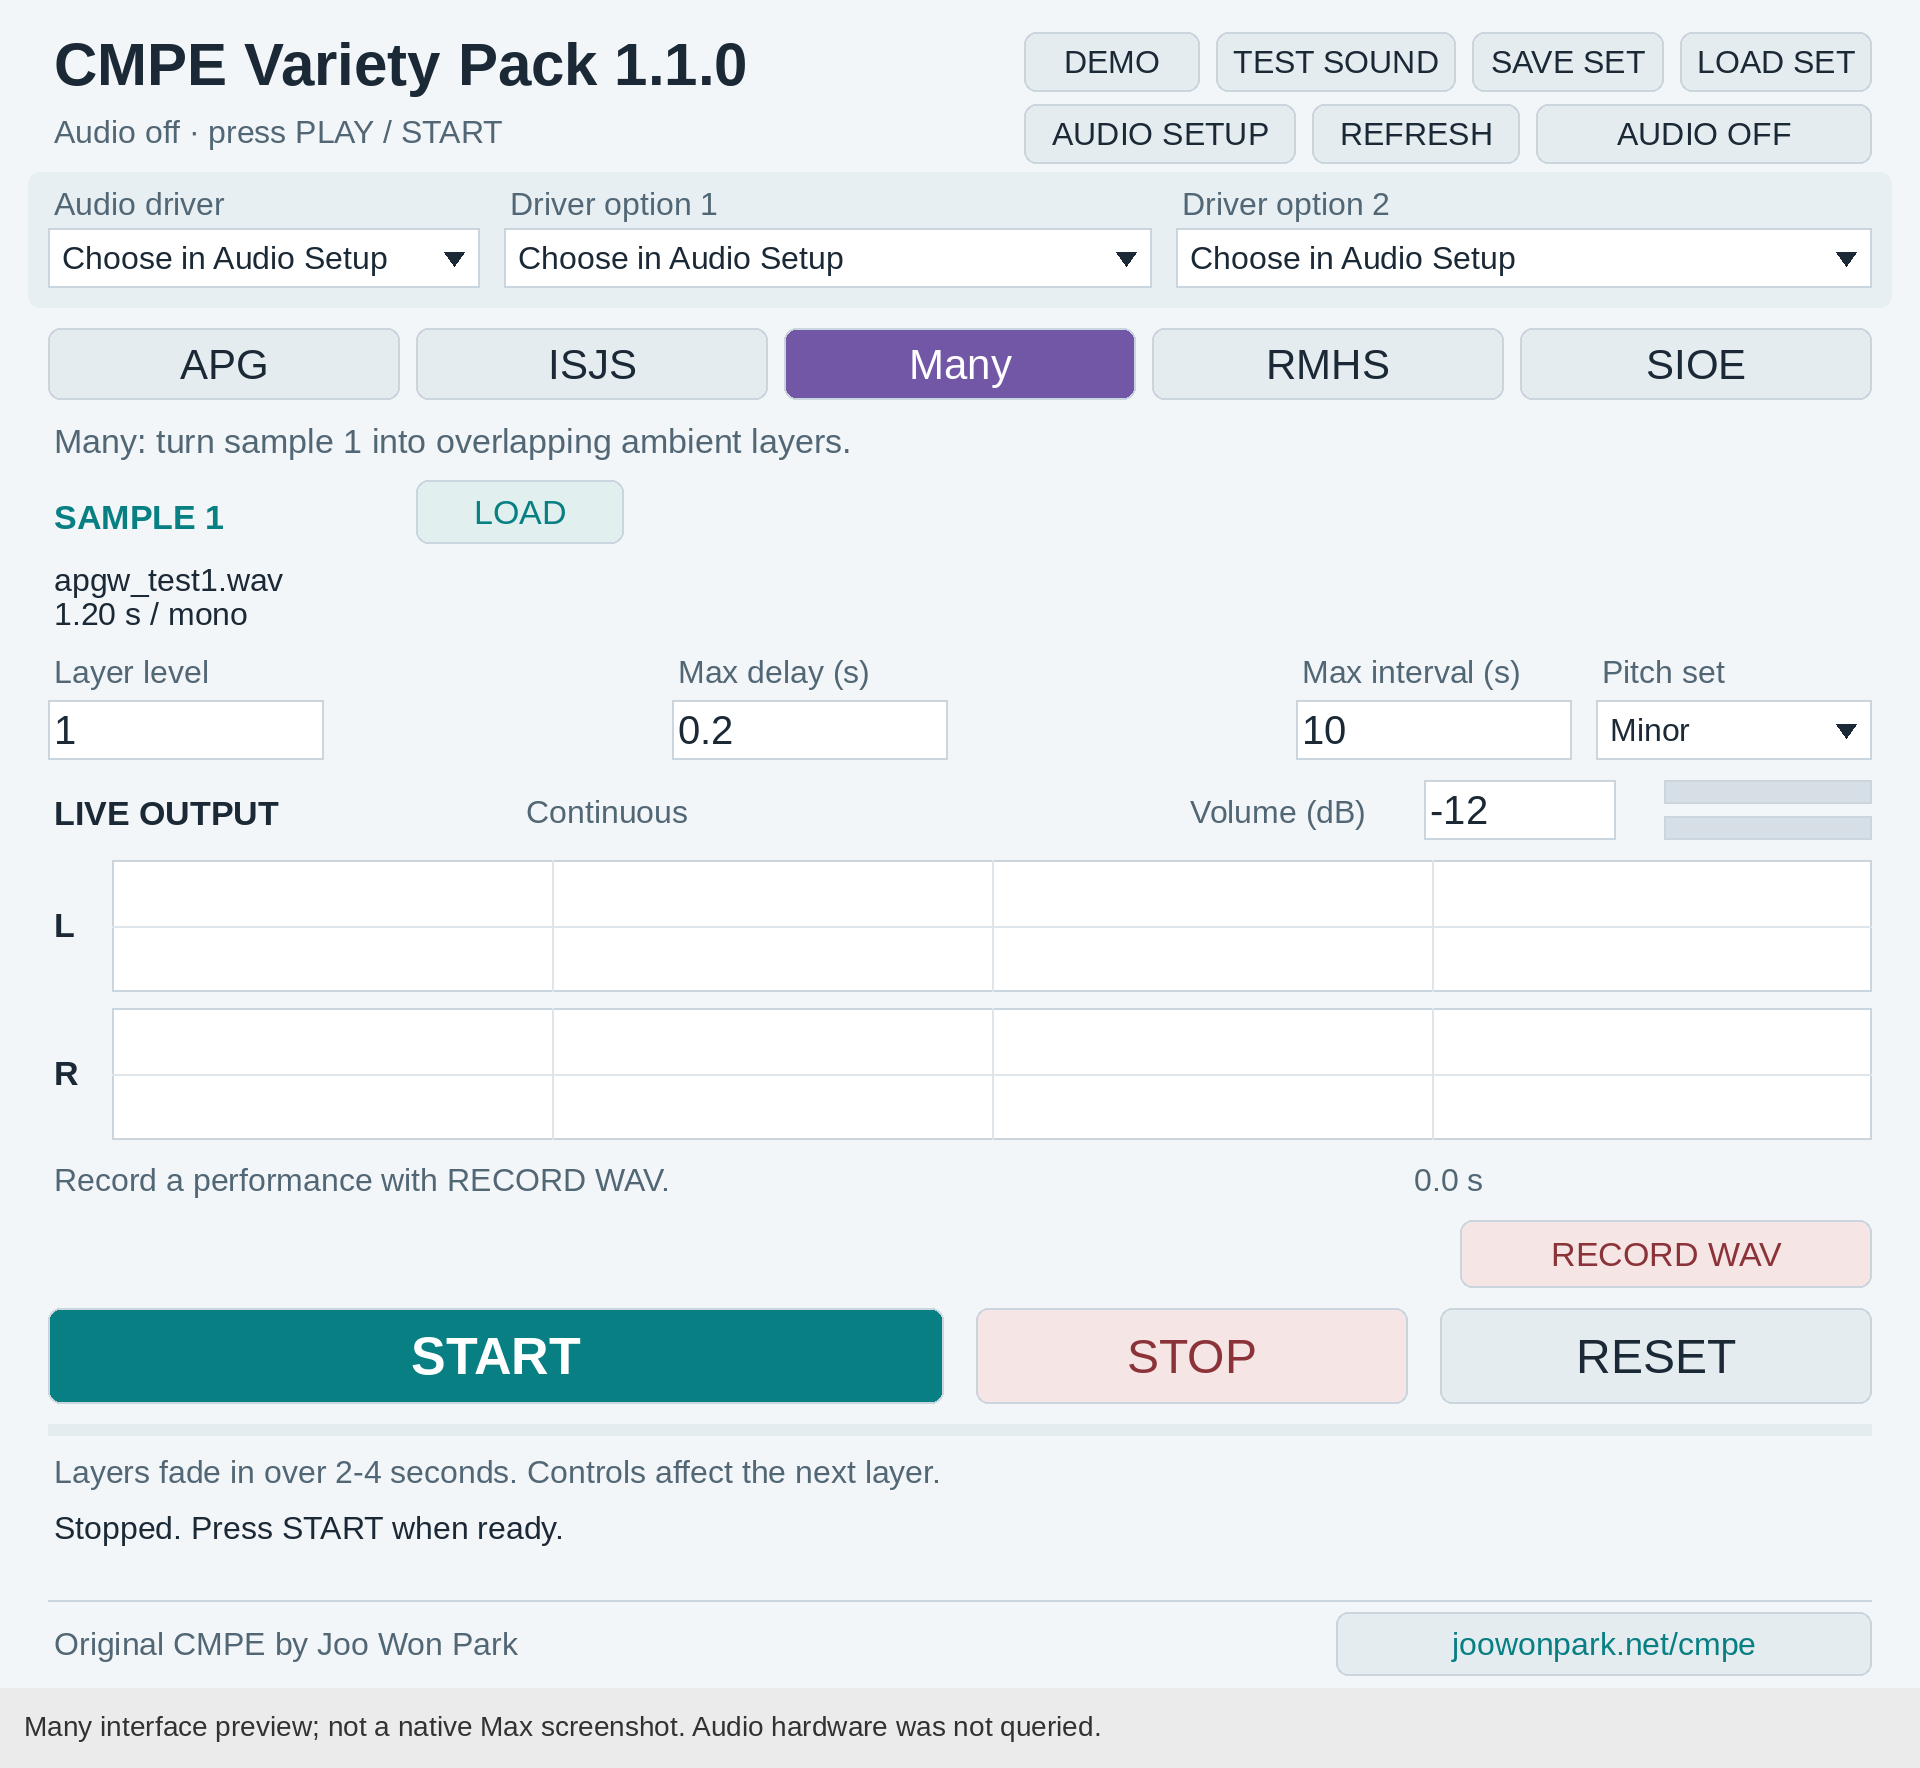 CMPE Variety Pack 1.1.0
DEMO TEST SOUND SAVE SET LOAD SET
Audio off · press PLAY / START
AUDIO SETUP REFRESH AUDIO OFF
Audio driver Driver option 1 Driver option 2
Choose in Audio Setup Choose in Audio Setup Choose in Audio Setup
APG ISJS Many RMHS SIOE
Many: turn sample 1 into overlapping ambient layers.
SAMPLE 1 LOAD
apgw_test1.wav
1.20 s / mono
Layer level Max delay (s) Max interval (s) Pitch set
1 0.2 10 Minor
LIVE OUTPUT Continuous Volume (dB) -12
L
R
Record a performance with RECORD WAV. 0.0 s
RECORD WAV
START STOP RESET
Layers fade in over 2-4 seconds. Controls affect the next layer.
Stopped. Press START when ready.
Original CMPE by Joo Won Park joowonpark.net/cmpe
Many interface preview; not a native Max screenshot. Audio hardware was not queried.